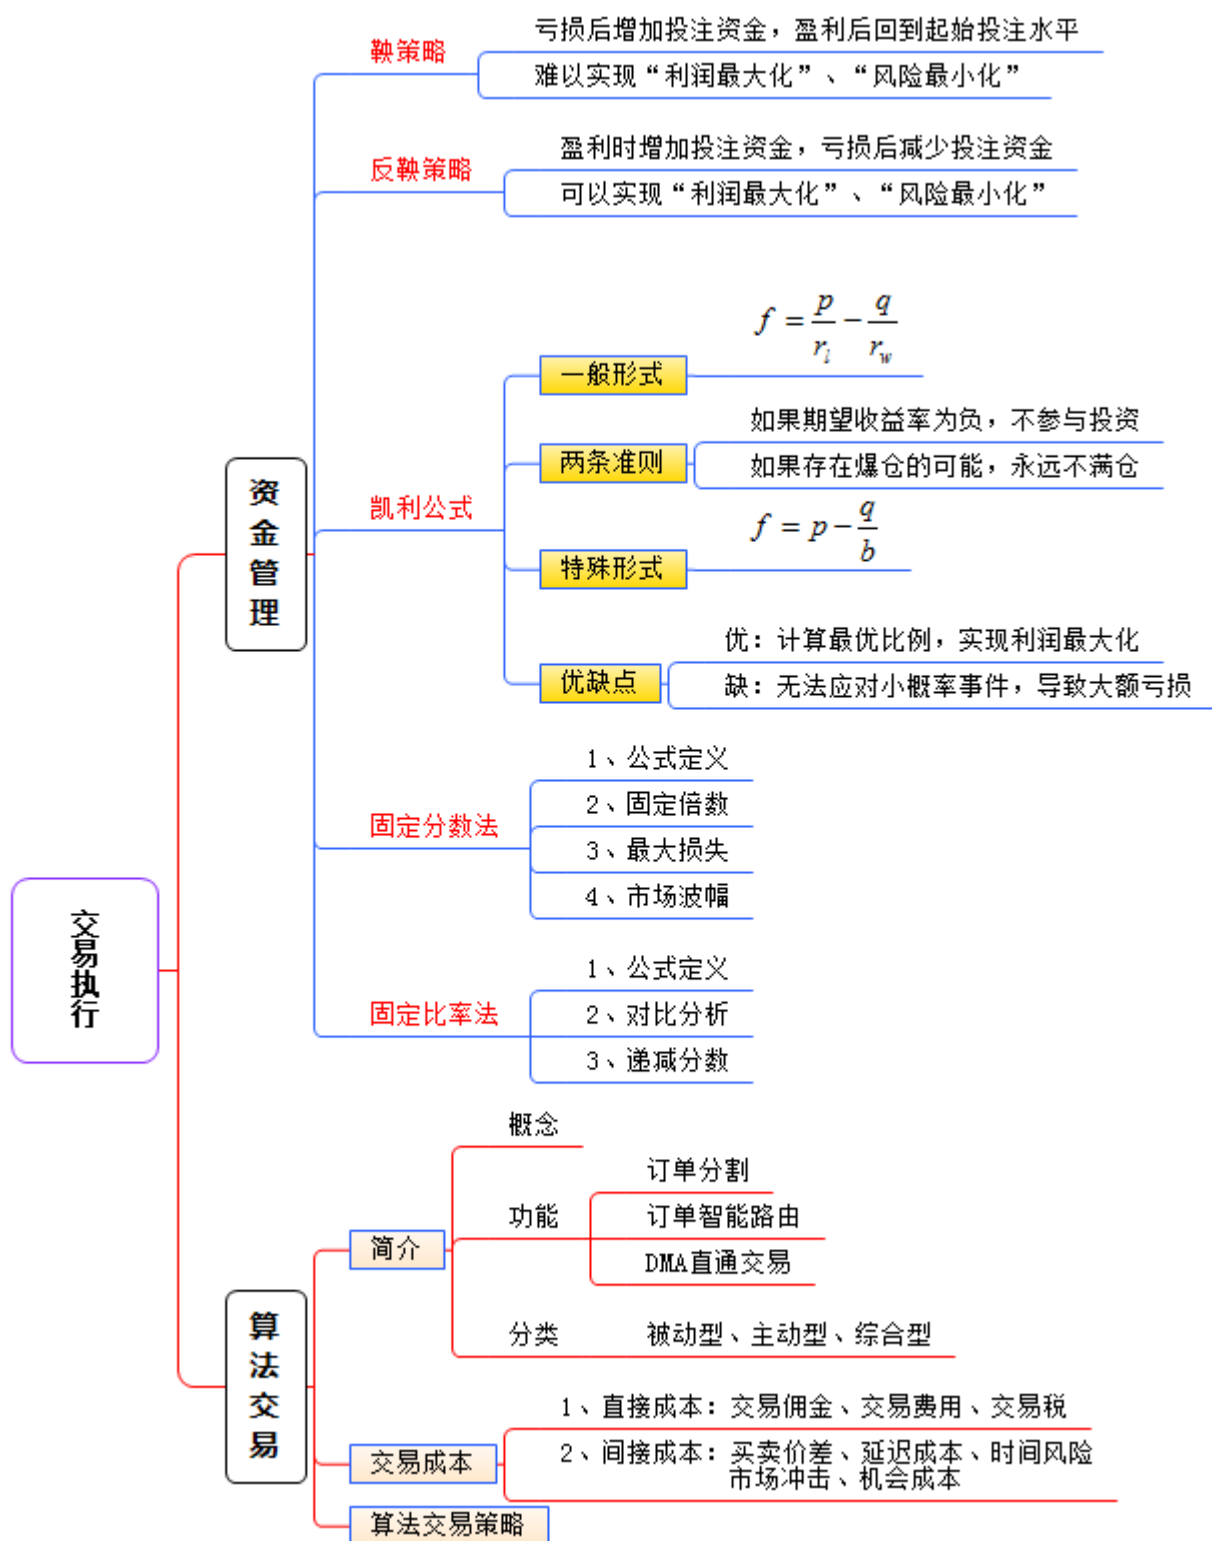 交易执行
资金管理
鞅策略
亏损后增加投注资金，盈利后回到起始投注水平
难以实现“利润最大化”、“风险最小化”
反鞅策略
盈利时增加投注资金，亏损后减少投注资金
可以实现“利润最大化”、“风险最小化”
凯利公式
一般形式
f = p/r_l − q/r_w
两条准则
如果期望收益率为负，不参与投资
如果存在爆仓的可能，永远不满仓
特殊形式
f = p − q/b
优缺点
优：计算最优比例，实现利润最大化
缺：无法应对小概率事件，导致大额亏损
固定分数法
1、公式定义
2、固定倍数
3、最大损失
4、市场波幅
固定比率法
1、公式定义
2、对比分析
3、递减分数
算法交易
简介
概念
功能
订单分割
订单智能路由
DMA直通交易
分类
被动型、主动型、综合型
交易成本
1、直接成本：交易佣金、交易费用、交易税
2、间接成本：买卖价差、延迟成本、时间风险
市场冲击、机会成本
算法交易策略